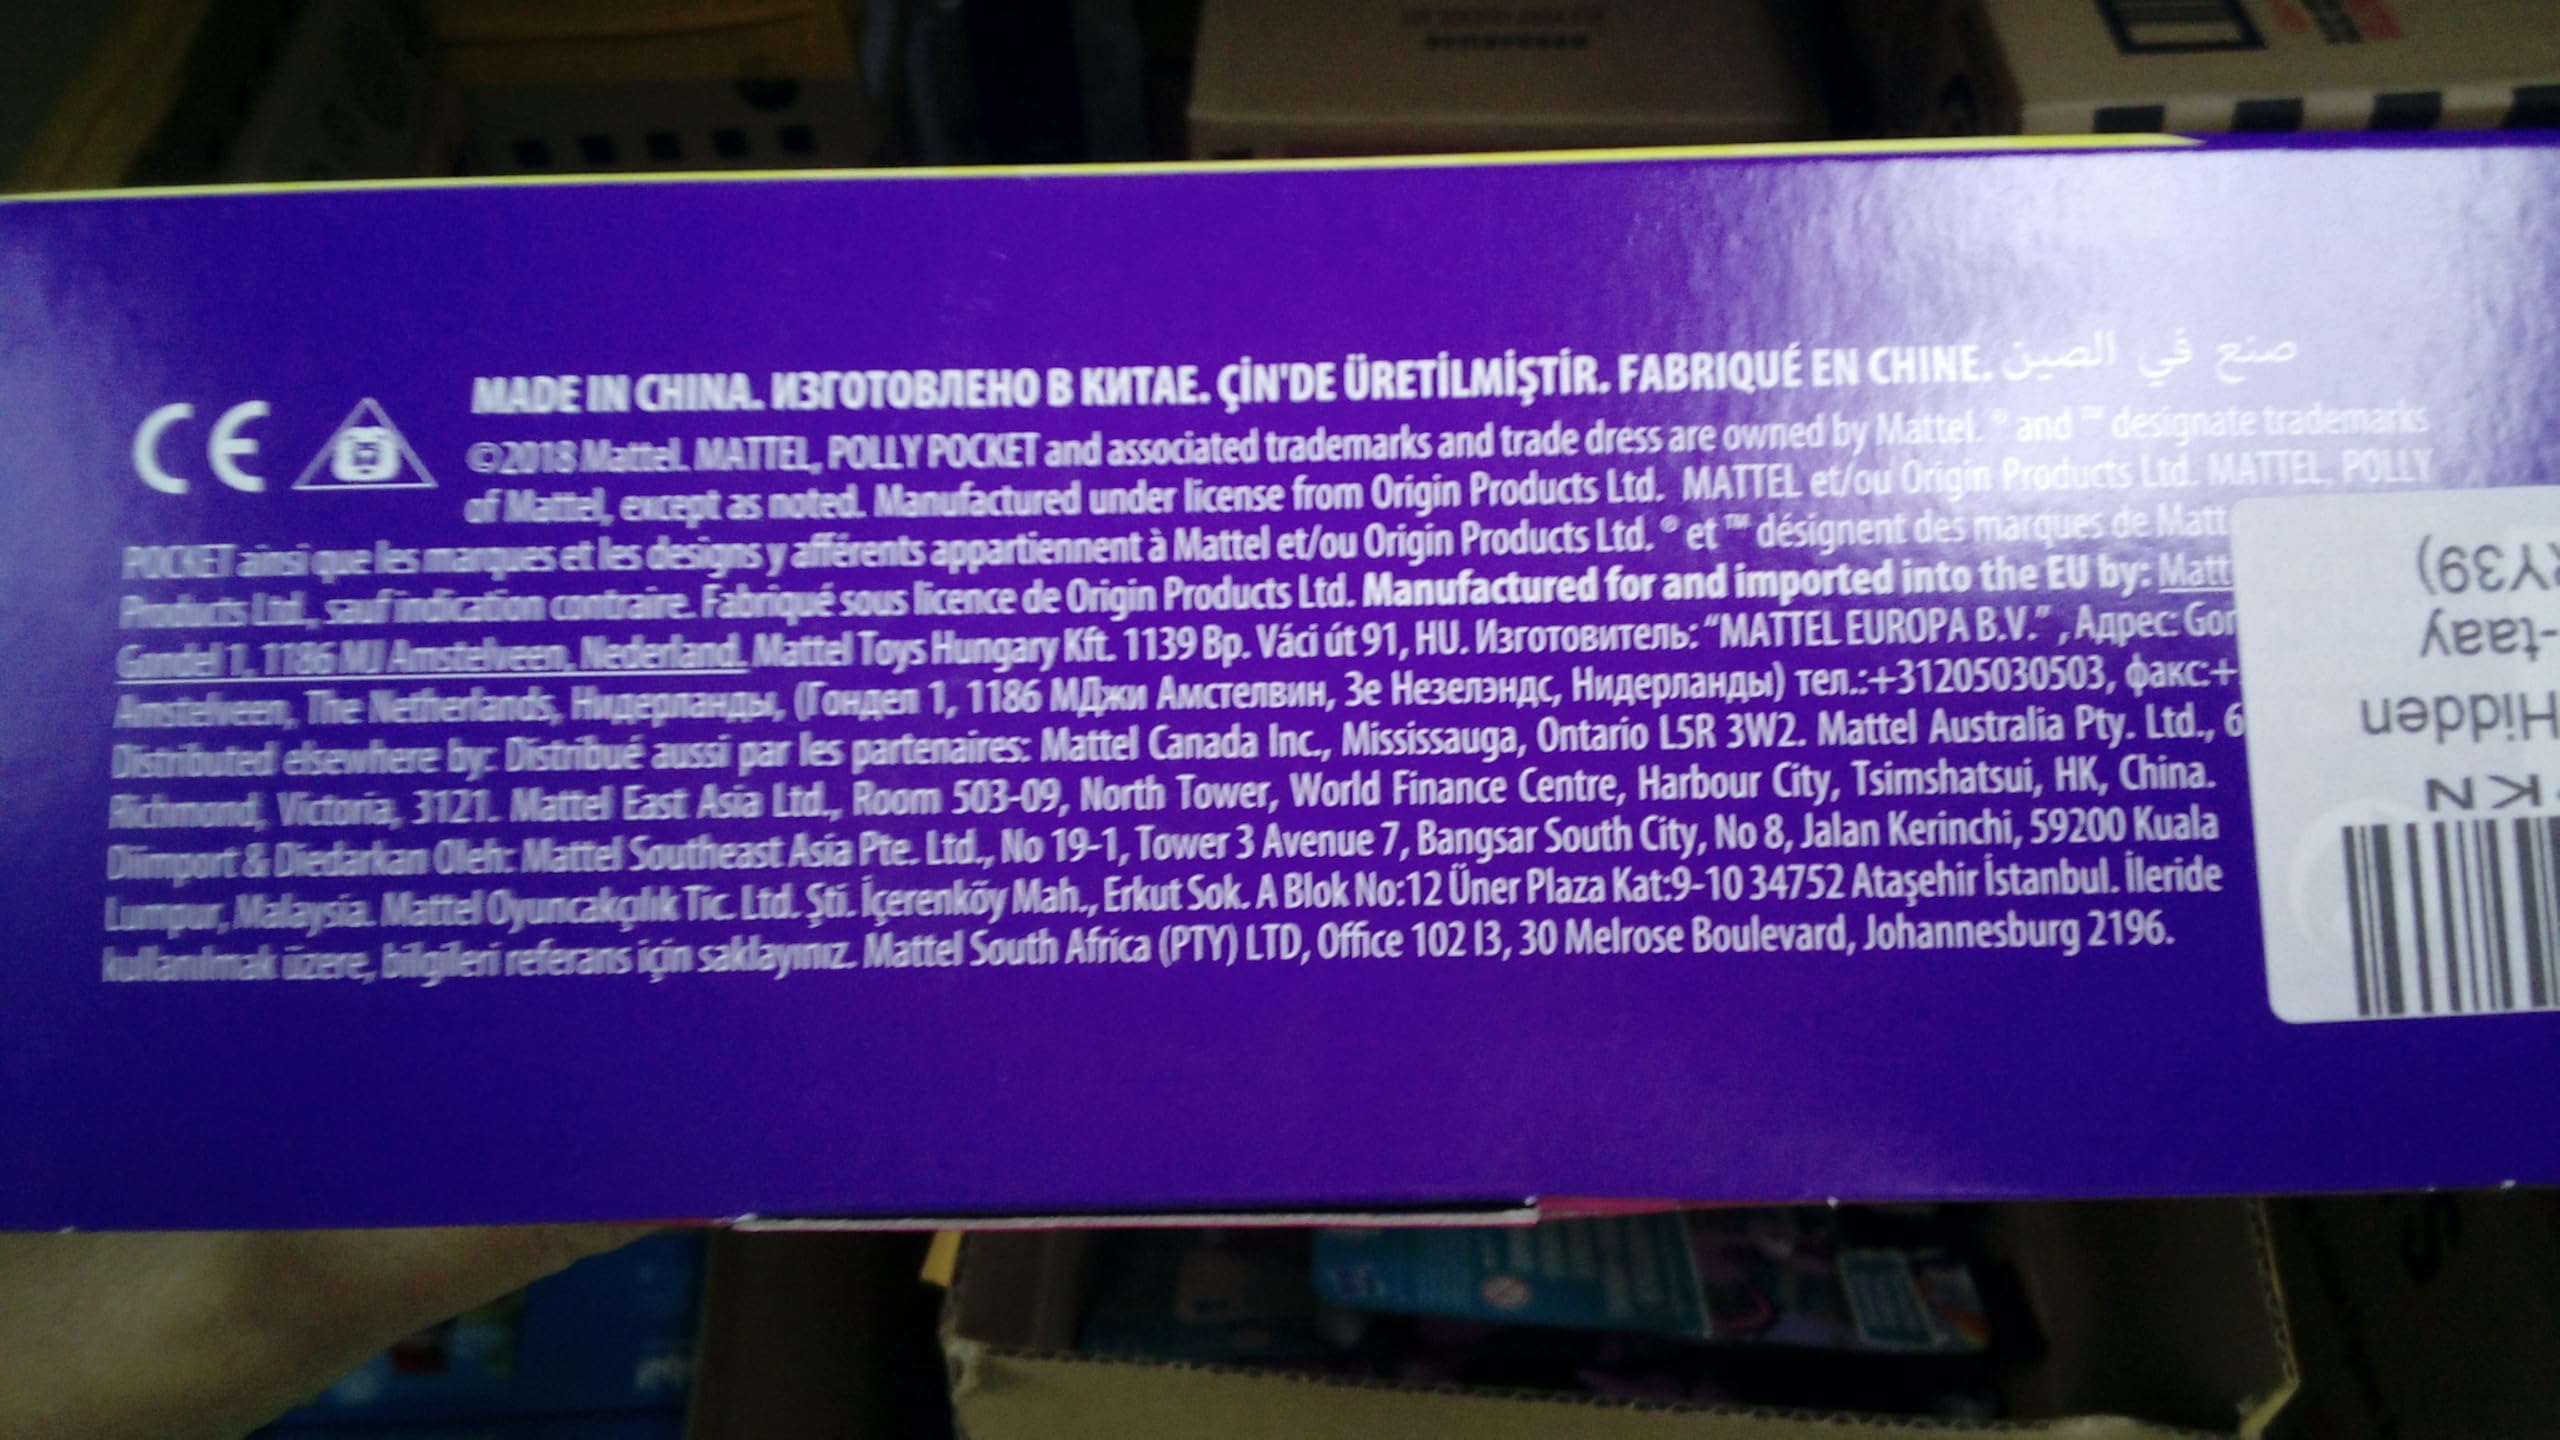 MADE IN CHINA. ИЗГОТОВЛЕНО В КИТАЕ. ÇİN'DE ÜRETİLMİŞTİR. FABRIQUÉ EN CHINE. صنع في الصين
CE ©2018 Mattel. MATTEL, POLLY POCKET and associated trademarks and trade dress are owned by Mattel. ® and ™ designate trademarks
of Mattel, except as noted. Manufactured under license from Origin Products Ltd. MATTEL et/ou Origin Products Ltd. MATTEL, POLLY
POCKET ainsi que les marques et les designs y afférents appartiennent à Mattel et/ou Origin Products Ltd. ® et ™ désignent des marques de Matt
Products Ltd., sauf indication contraire. Fabriqué sous licence de Origin Products Ltd. Manufactured for and imported into the EU by: Matt
Gondel 1, 1186 MJ Amstelveen, Nederland. Mattel Toys Hungary Kft. 1139 Bp. Váci út 91, HU. Изготовитель: “MATTEL EUROPA B.V.”, Адрес: Gon
Amstelveen, The Netherlands, Нидерланды, (Гондел 1, 1186 МДжи Амстелвин, Зе Незелэндс, Нидерланды) тел.:+31205030503, факс:+
Distributed elsewhere by: Distribué aussi par les partenaires: Mattel Canada Inc., Mississauga, Ontario L5R 3W2. Mattel Australia Pty. Ltd., 6
Richmond, Victoria, 3121. Mattel East Asia Ltd., Room 503-09, North Tower, World Finance Centre, Harbour City, Tsimshatsui, HK, China.
Diimport & Diedarkan Oleh: Mattel Southeast Asia Pte. Ltd., No 19-1, Tower 3 Avenue 7, Bangsar South City, No 8, Jalan Kerinchi, 59200 Kuala
Lumpur, Malaysia. Mattel Oyuncakçılık Tic. Ltd. Şti. İçerenköy Mah., Erkut Sok. A Blok No:12 Üner Plaza Kat:9-10 34752 Ataşehir İstanbul. İleride
kullanılmak üzere, bilgileri referans için saklayınız. Mattel South Africa (PTY) LTD, Office 102 I3, 30 Melrose Boulevard, Johannesburg 2196.
KN
Hidden
-taay
RY39)